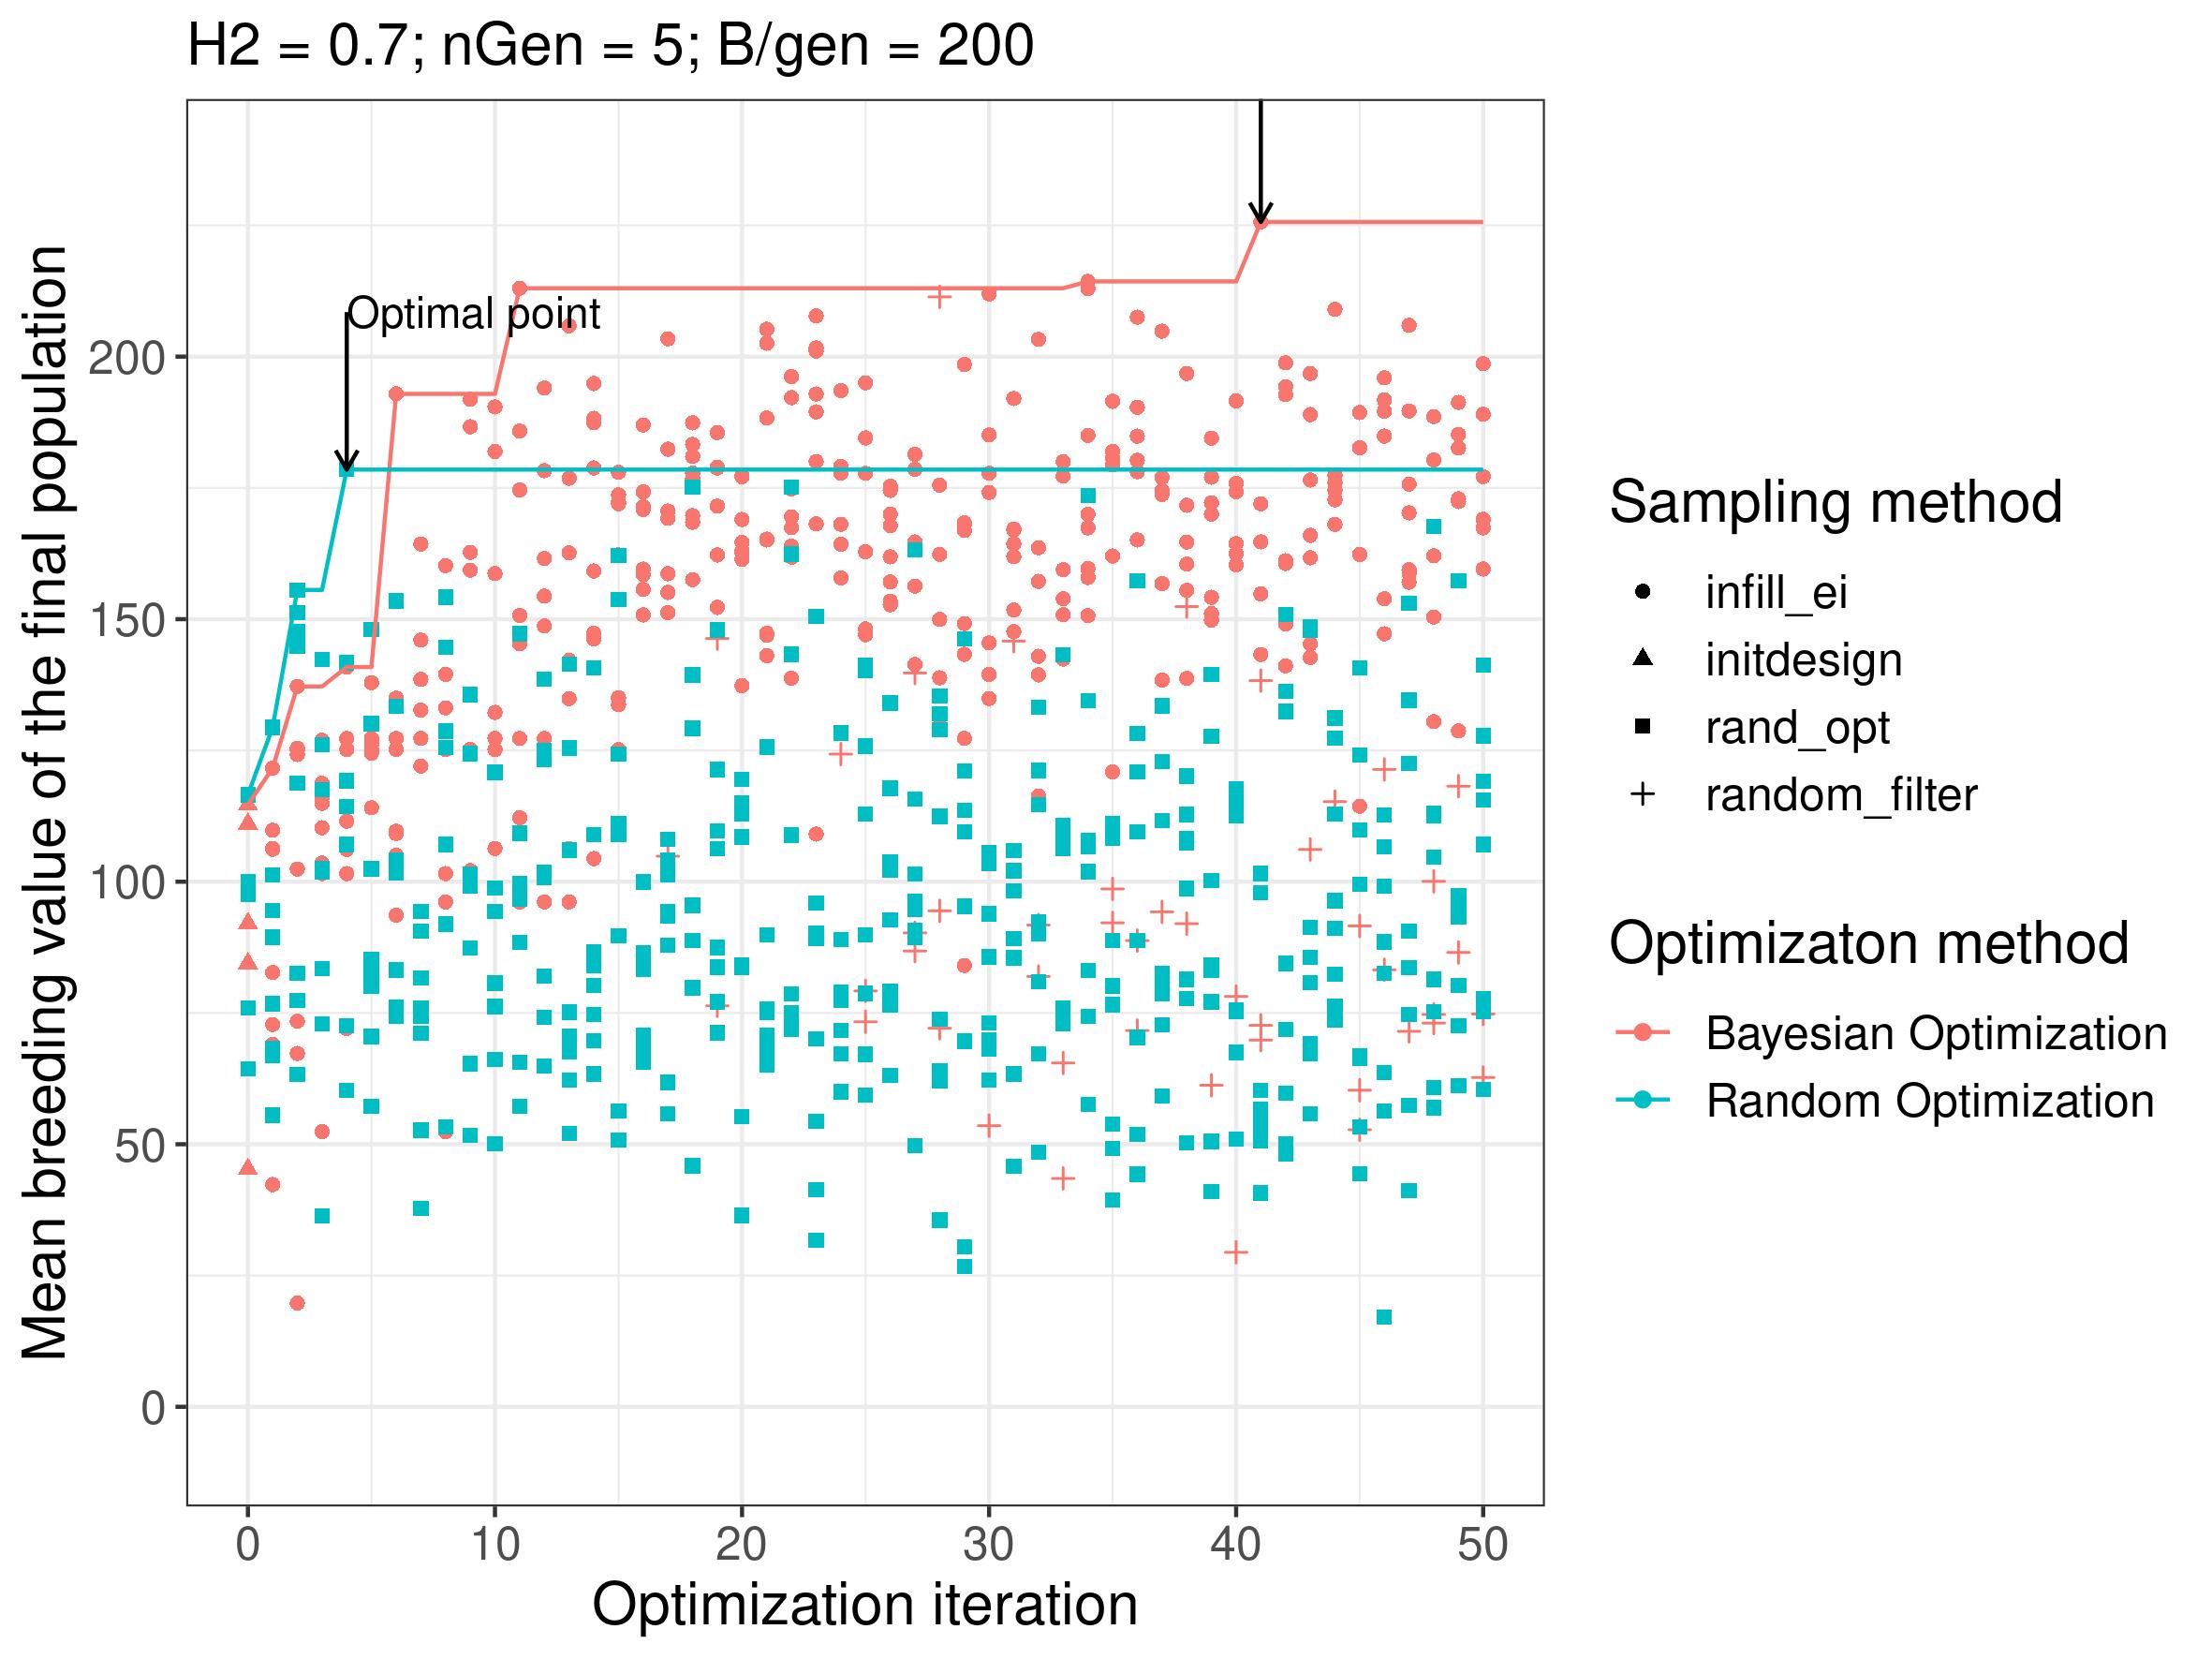 H2 = 0.7; nGen = 5; B/gen = 200
Mean breeding value of the final population
200
150
100
50
0
Optimal point
0 10 20 30 40 50
Optimization iteration
Sampling method
infill_ei
initdesign
rand_opt
random_filter
Optimizaton method
Bayesian Optimization
Random Optimization